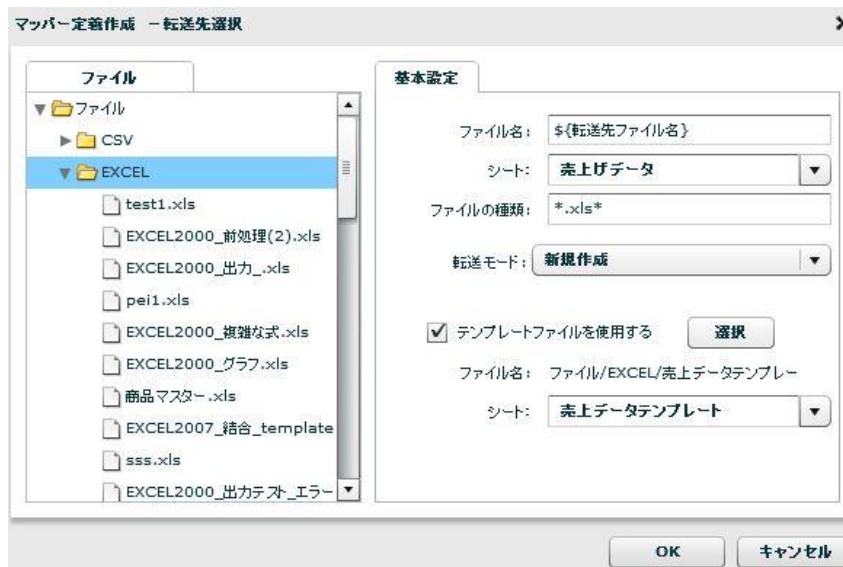 マッパー定義作成 －転送先選択
ファイル
ファイル
CSV
EXCEL
test1.xls
EXCEL2000_前処理(2).xls
EXCEL2000_出力_.xls
pei1.xls
EXCEL2000_複雑な式.xls
EXCEL2000_グラフ.xls
商品マスター.xls
EXCEL2007_結合_template
sss.xls
EXCEL2000_出力テスト_エラー
基本設定
ファイル名： ${転送先ファイル名}
シート： 売上げデータ
ファイルの種類： *.xls*
転送モード： 新規作成
テンプレートファイルを使用する 選択
ファイル名： ファイル/EXCEL/売上データテンプレー
シート： 売上データテンプレート
OK キャンセル